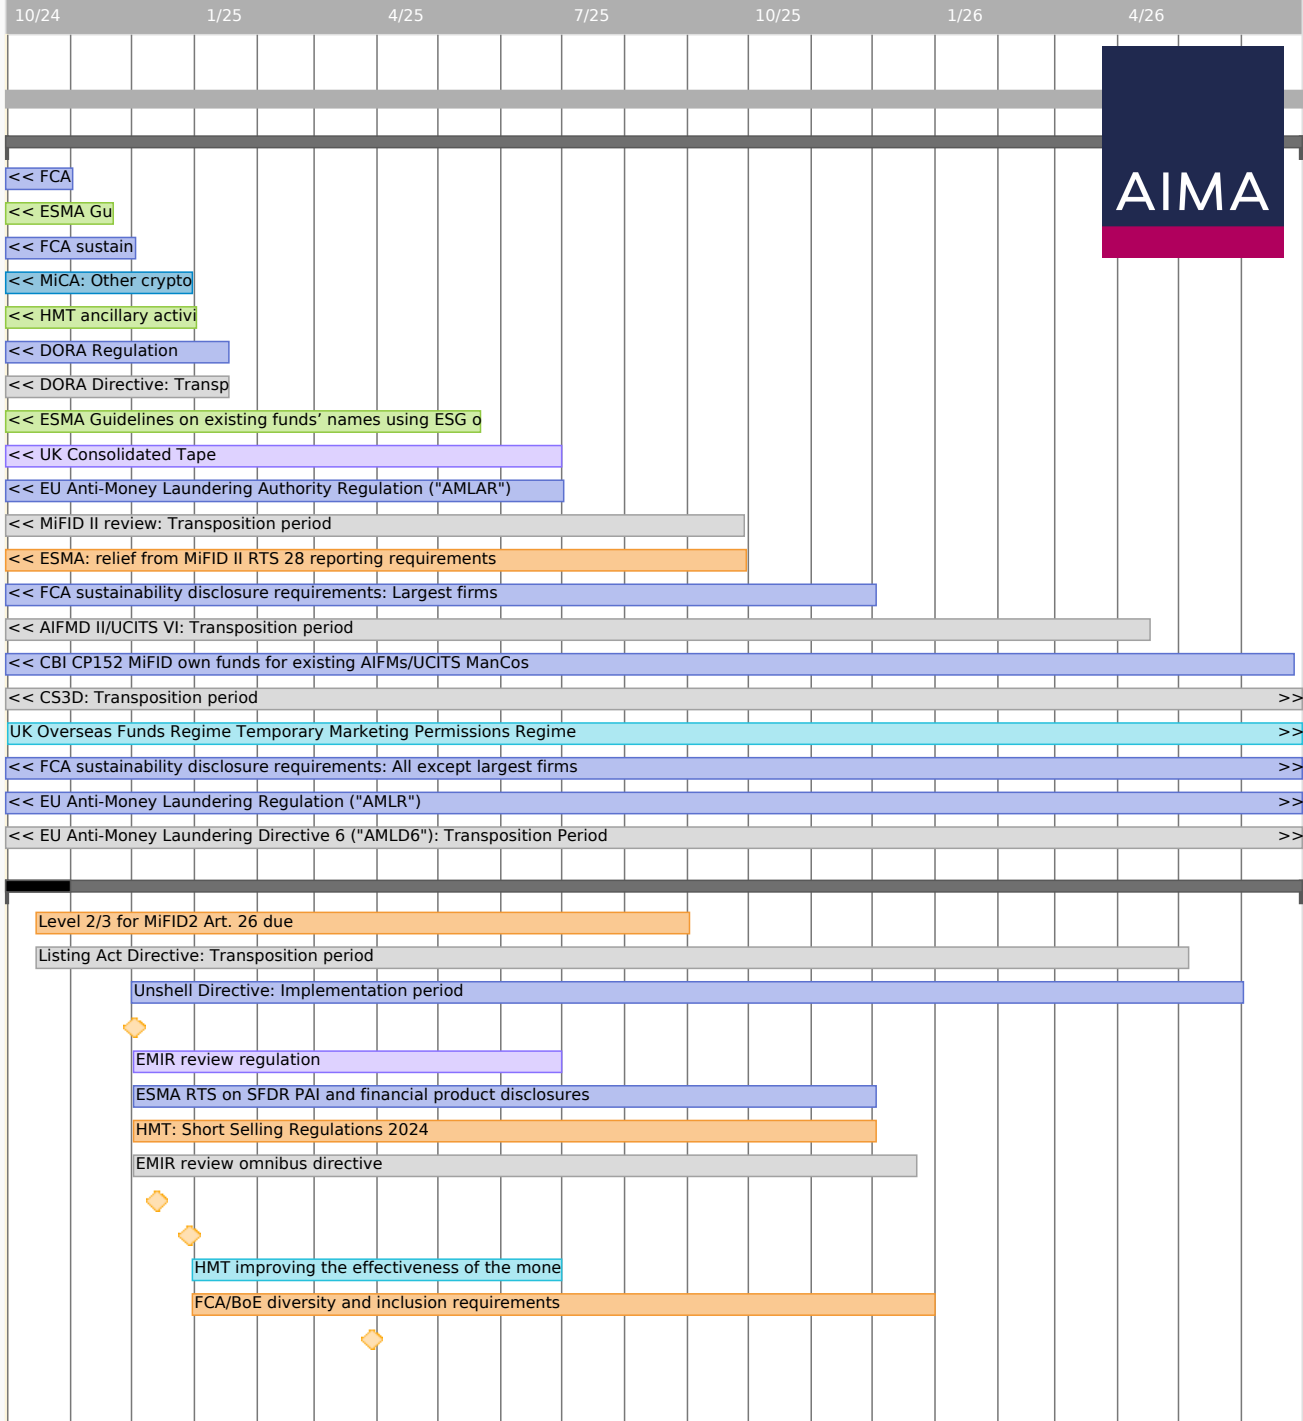 10/24 1/25 4/25 7/25 10/25 1/26 4/26
AIMA
<< FCA
<< ESMA Gu
<< FCA sustain
<< MiCA: Other crypto
<< HMT ancillary activi
<< DORA Regulation
<< DORA Directive: Transp
<< ESMA Guidelines on existing funds’ names using ESG o
<< UK Consolidated Tape
<< EU Anti-Money Laundering Authority Regulation ("AMLAR")
<< MiFID II review: Transposition period
<< ESMA: relief from MiFID II RTS 28 reporting requirements
<< FCA sustainability disclosure requirements: Largest firms
<< AIFMD II/UCITS VI: Transposition period
<< CBI CP152 MiFID own funds for existing AIFMs/UCITS ManCos
<< CS3D: Transposition period >>
UK Overseas Funds Regime Temporary Marketing Permissions Regime >>
<< FCA sustainability disclosure requirements: All except largest firms >>
<< EU Anti-Money Laundering Regulation ("AMLR") >>
<< EU Anti-Money Laundering Directive 6 ("AMLD6"): Transposition Period >>
Level 2/3 for MiFID2 Art. 26 due
Listing Act Directive: Transposition period
Unshell Directive: Implementation period
EMIR review regulation
ESMA RTS on SFDR PAI and financial product disclosures
HMT: Short Selling Regulations 2024
EMIR review omnibus directive
HMT improving the effectiveness of the mone
FCA/BoE diversity and inclusion requirements